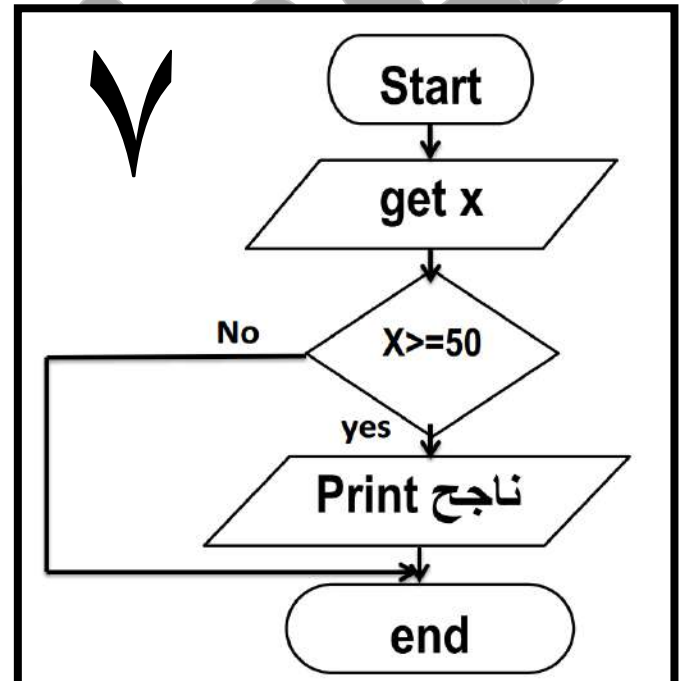 ٧
Start
get x
X>=50
No
yes
Print ناجح
end